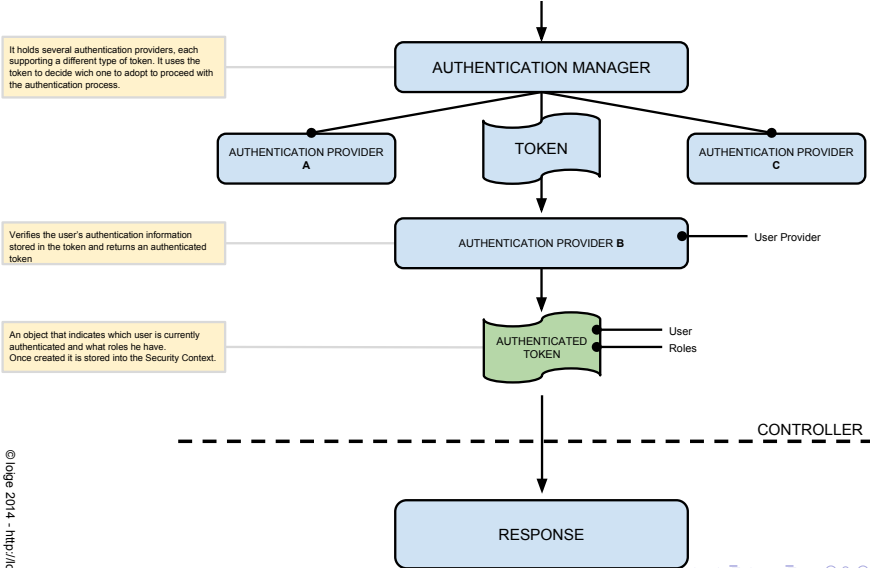 It holds several authentication providers, each
supporting a different type of token. It uses the
token to decide wich one to adopt to proceed with
the authentication process.
AUTHENTICATION MANAGER
AUTHENTICATION PROVIDER
A
TOKEN
AUTHENTICATION PROVIDER
C
Verifies the user's authentication information
stored in the token and returns an authenticated
token
AUTHENTICATION PROVIDER B
User Provider
An object that indicates which user is currently
authenticated and what roles he have.
Once created it is stored into the Security Context.
AUTHENTICATED
TOKEN
User
Roles
CONTROLLER
RESPONSE
© loige 2014 - http://lo